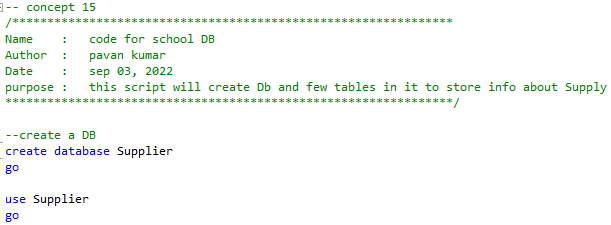 -- concept 15
/****************************************************************
Name    :   code for school DB
Author  :   pavan kumar
Date    :   sep 03, 2022
purpose :   this script will create Db and few tables in it to store info about Supply
****************************************************************/
--create a DB
create database Supplier
go
use Supplier
go